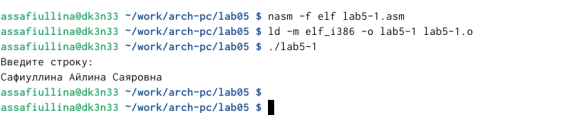 assafiullina@dk3n33 ~/work/arch-pc/lab05 $ nasm -f elf lab5-1.asm
assafiullina@dk3n33 ~/work/arch-pc/lab05 $ ld -m elf_i386 -o lab5-1 lab5-1.o
assafiullina@dk3n33 ~/work/arch-pc/lab05 $ ./lab5-1
Введите строку:
Сафиуллина Айлина Саяровна
assafiullina@dk3n33 ~/work/arch-pc/lab05 $
assafiullina@dk3n33 ~/work/arch-pc/lab05 $